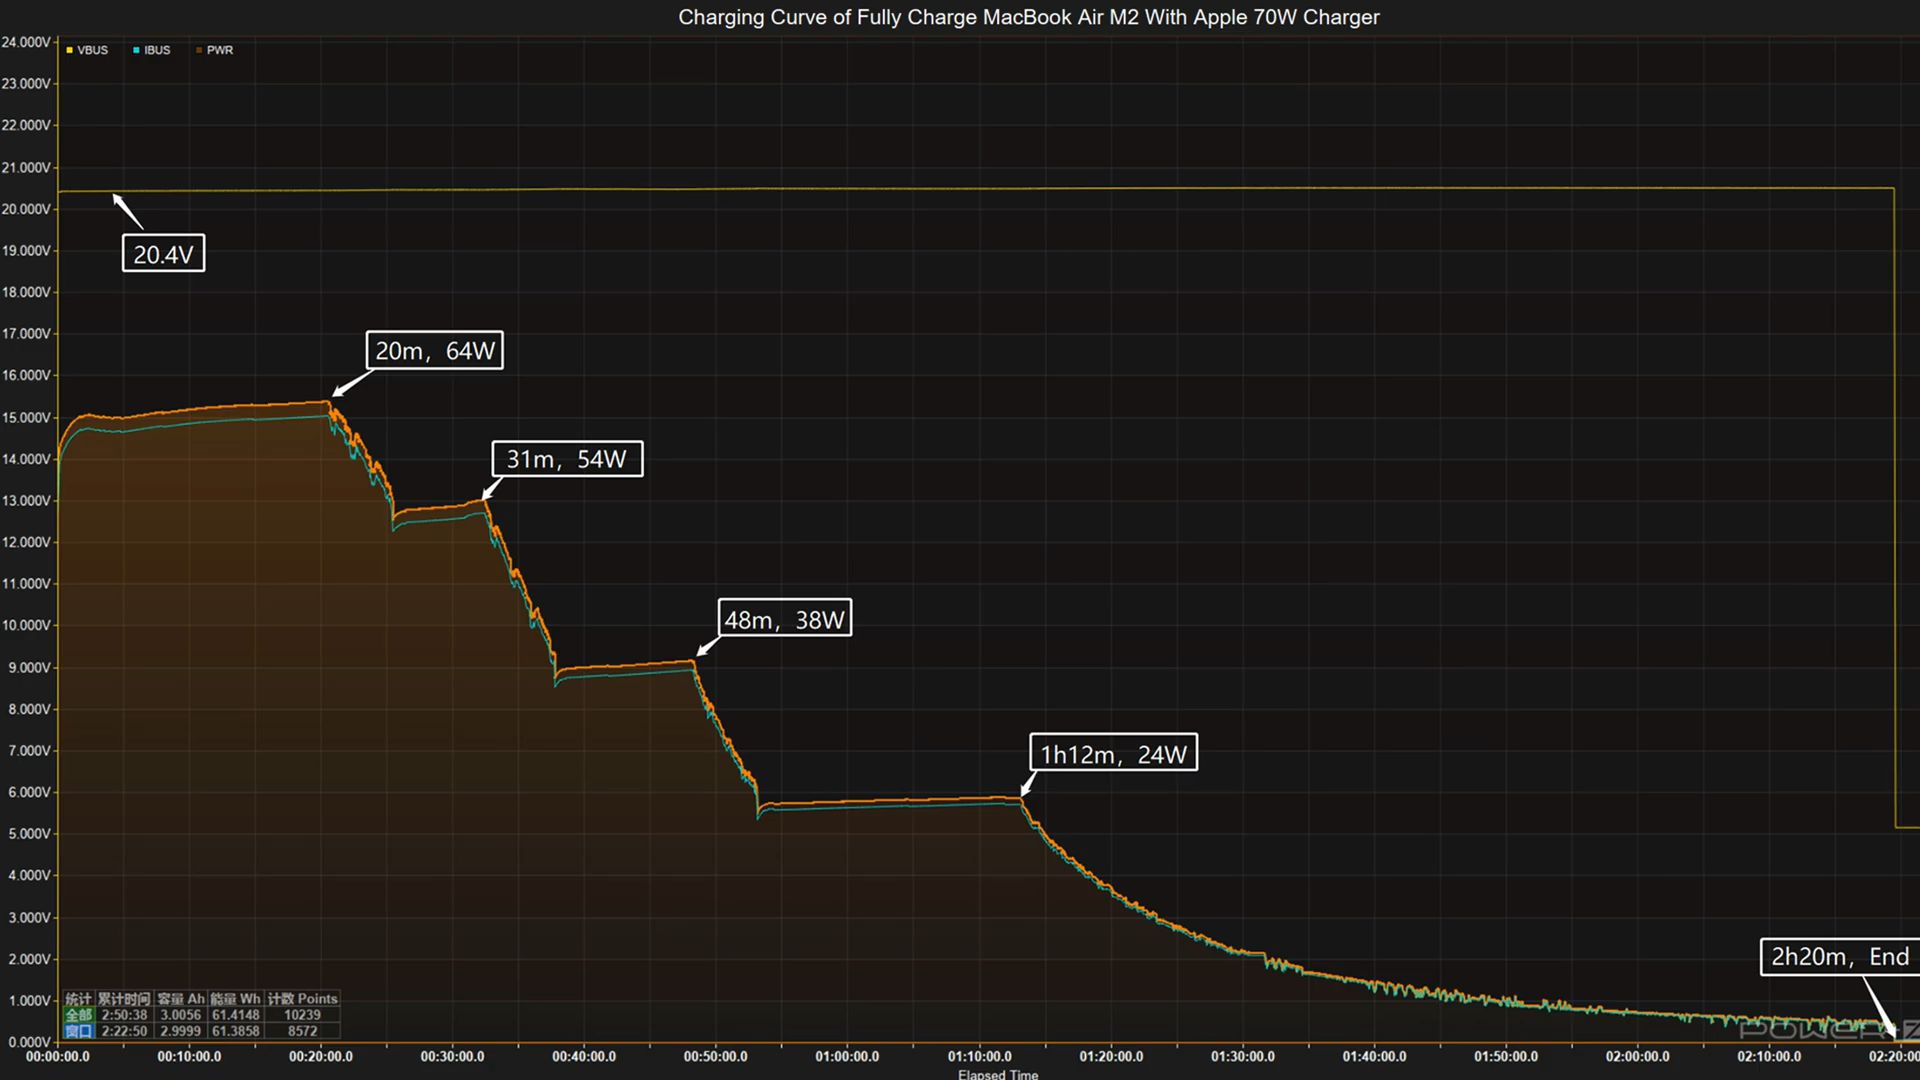 Charging Curve of Fully Charge MacBook Air M2 With Apple 70W Charger
VBUS IBUS PWR
24.000V
23.000V
22.000V
21.000V
20.000V
19.000V
18.000V
17.000V
16.000V
15.000V
14.000V
13.000V
12.000V
11.000V
10.000V
9.000V
8.000V
7.000V
6.000V
5.000V
4.000V
3.000V
2.000V
1.000V
0.000V
20.4V
20m, 64W
31m, 54W
48m, 38W
1h12m, 24W
2h20m, End
统计 累计时间 容量 Ah 能量 Wh 计数 Points
全部 2:50:38 3.0056 61.4148 10239
窗口 2:22:50 2.9999 61.3858 8572
POWER-Z
00:00:00.0 00:10:00.0 00:20:00.0 00:30:00.0 00:40:00.0 00:50:00.0 01:00:00.0 01:10:00.0 01:20:00.0 01:30:00.0 01:40:00.0 01:50:00.0 02:00:00.0 02:10:00.0 02:20:00
Elapsed Time